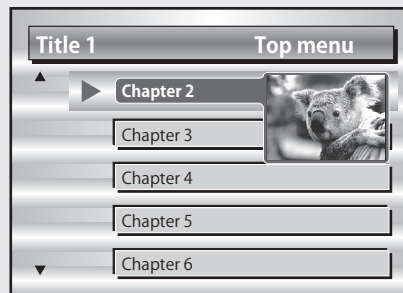 Title 1 Top menu
Chapter 2
Chapter 3
Chapter 4
Chapter 5
Chapter 6